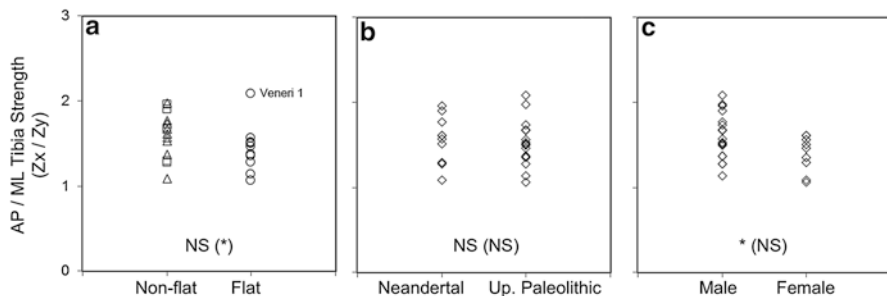 AP / ML Tibia Strength
(Zx / Zy)
3
2
1
0
a
Veneri 1
NS (*)
Non-flat Flat
b
NS (NS)
Neandertal Up. Paleolithic
c
* (NS)
Male Female